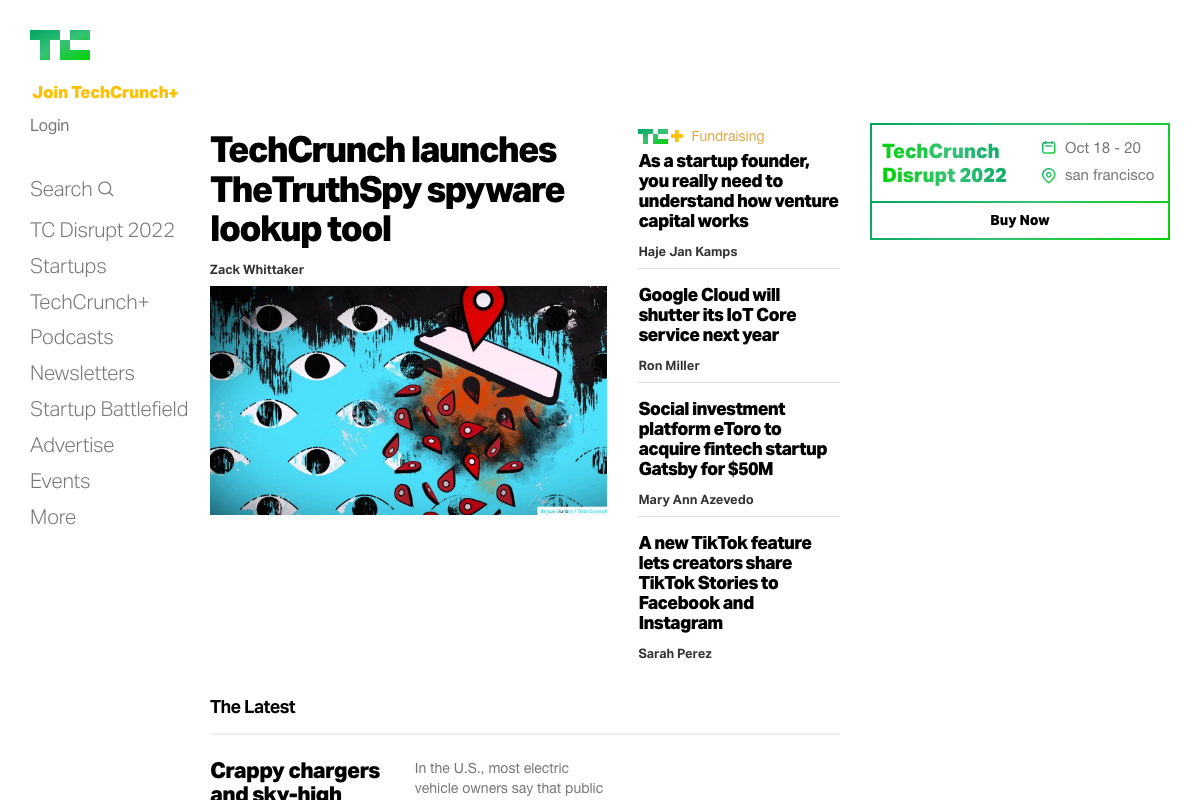 TC
Join TechCrunch+
Login
Search
TC Disrupt 2022
Startups
TechCrunch+
Podcasts
Newsletters
Startup Battlefield
Advertise
Events
More
TechCrunch launches
TheTruthSpy spyware
lookup tool
Zack Whittaker
Bryce Durbin / TechCrunch
TC+ Fundraising
As a startup founder,
you really need to
understand how venture
capital works
Haje Jan Kamps
Google Cloud will
shutter its IoT Core
service next year
Ron Miller
Social investment
platform eToro to
acquire fintech startup
Gatsby for $50M
Mary Ann Azevedo
A new TikTok feature
lets creators share
TikTok Stories to
Facebook and
Instagram
Sarah Perez
TechCrunch
Disrupt 2022
Oct 18 - 20
san francisco
Buy Now
The Latest
Crappy chargers
and sky-high
In the U.S., most electric
vehicle owners say that public